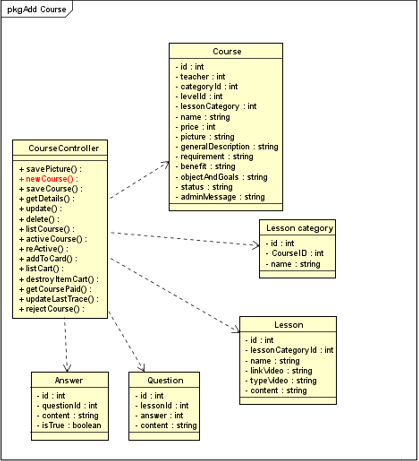 pkgAdd Course
Course
- id : int
- teacher : int
- categoryId : int
- levelId : int
- lessonCategory : int
- name : string
- price : int
- picture : string
- generalDescription : string
- requirement : string
- benefit : string
- objectAndGoals : string
- status : string
- adminMessage : string
CourseController
+ savePicture() :
+ newCourse() :
+ saveCourse() :
+ getDetails() :
+ update() :
+ delete() :
+ listCourse() :
+ activeCourse() :
+ reActive() :
+ addToCard() :
+ listCart() :
+ destroyItemCart() :
+ getCoursePaid() :
+ updateLastTrace() :
+ rejectCourse() :
Lesson category
- id : int
- CourseID : int
- name : string
Lesson
- id : int
- lessonCategoryId : int
- name : string
- linkVideo : string
- typeVideo : string
- content : string
Answer
- id : int
- questionId : int
- content : string
- isTrue : boolean
Question
- id : int
- lessonId : int
- answer : int
- content : string